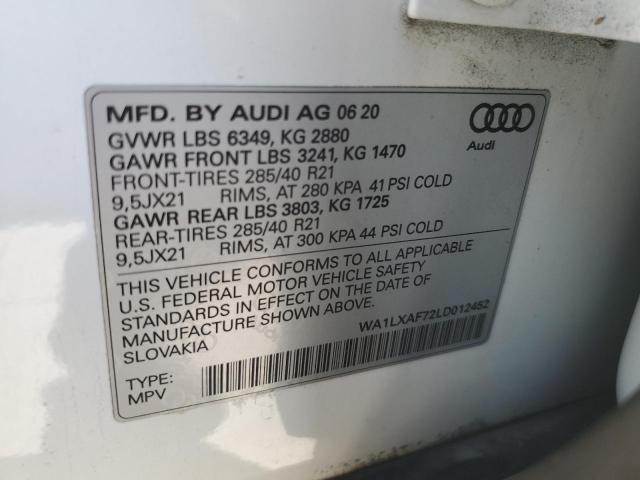 MFD. BY AUDI AG 06 20
GVWR LBS 6349, KG 2880
GAWR FRONT LBS 3241, KG 1470
FRONT-TIRES 285/40 R21
9,5JX21 RIMS, AT 280 KPA 41 PSI COLD
GAWR REAR LBS 3803, KG 1725
REAR-TIRES 285/40 R21
9,5JX21 RIMS, AT 300 KPA 44 PSI COLD
Audi
THIS VEHICLE CONFORMS TO ALL APPLICABLE
U.S. FEDERAL MOTOR VEHICLE SAFETY
STANDARDS IN EFFECT ON THE DATE OF
MANUFACTURE SHOWN ABOVE.
SLOVAKIA
WA1LXAF72LD012452
TYPE:
MPV